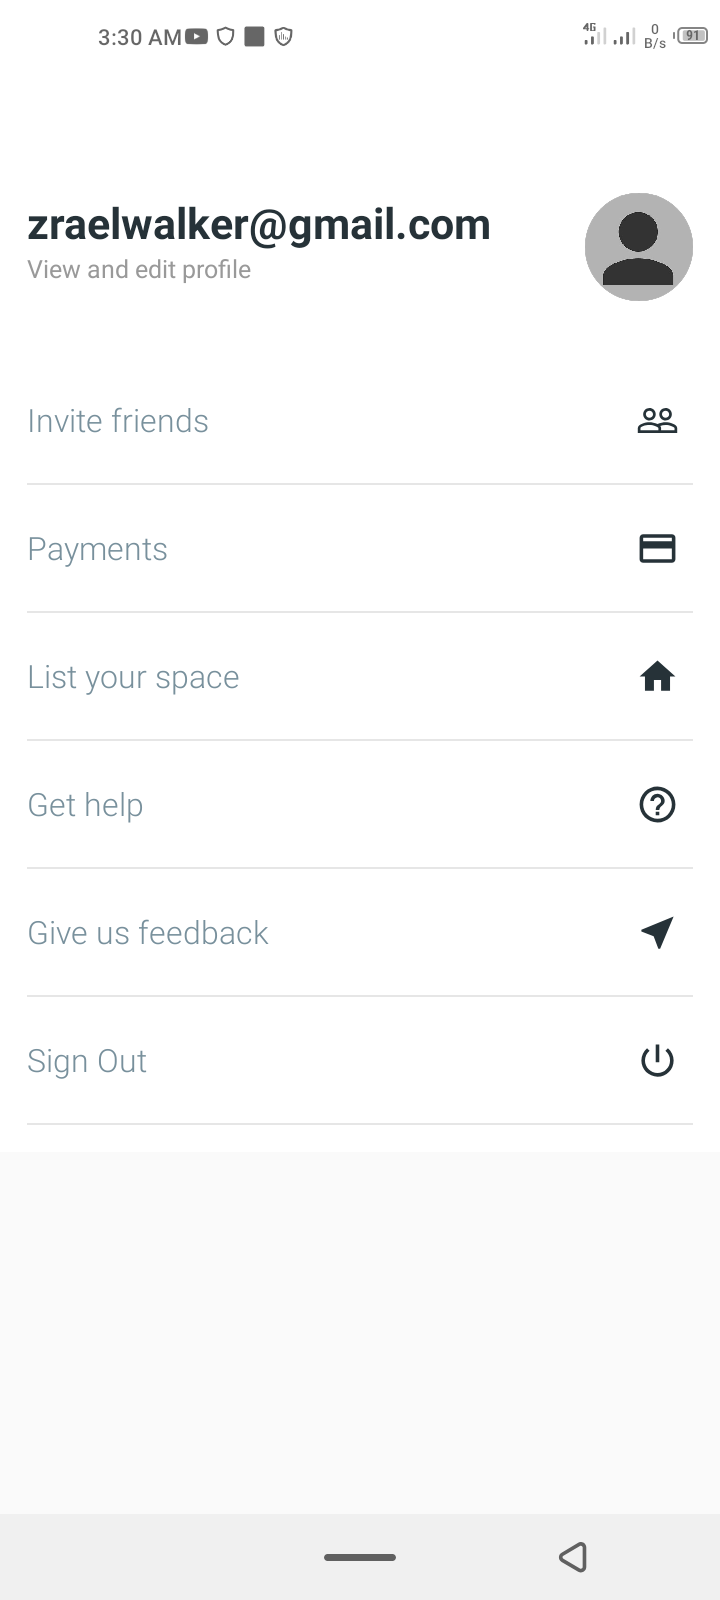 3:30 AM
4G
0
B/s
91
zraelwalker@gmail.com
View and edit profile
Invite friends
Payments
List your space
Get help
Give us feedback
Sign Out